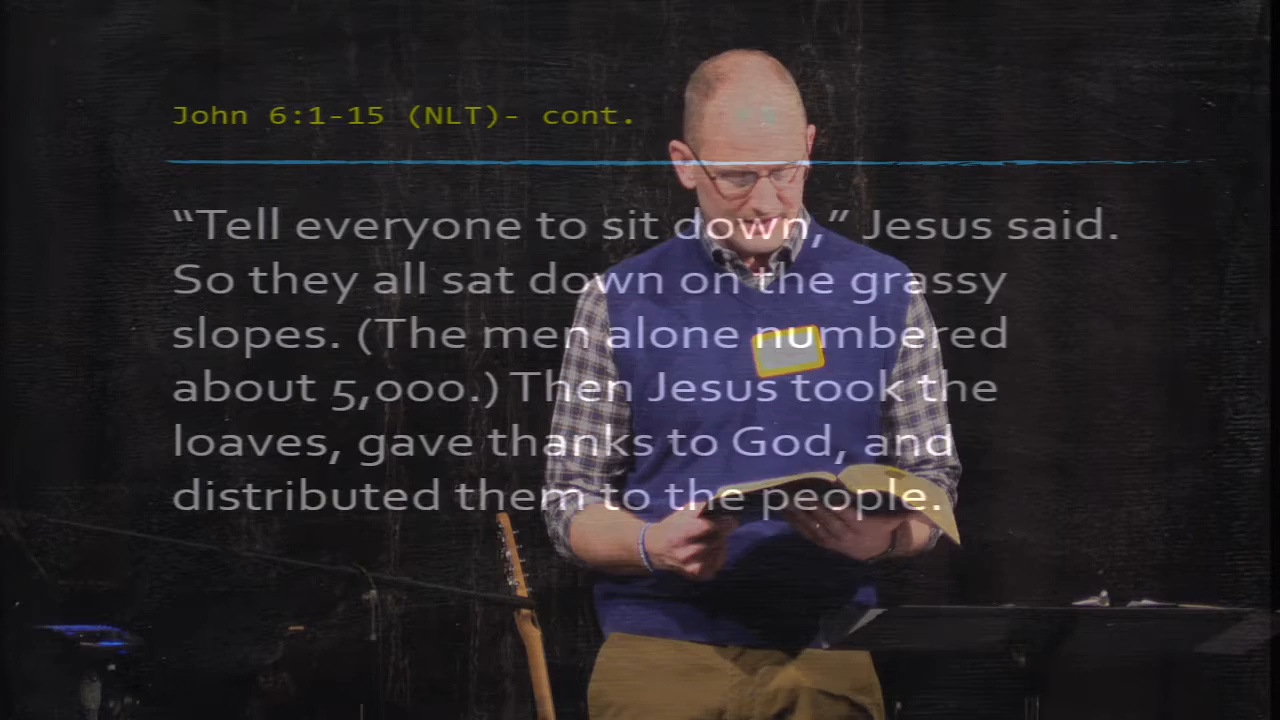 John 6:1-15 (NLT)- cont.
“Tell everyone to sit down,” Jesus said.
So they all sat down on the grassy
slopes. (The men alone numbered
about 5,000.) Then Jesus took the
loaves, gave thanks to God, and
distributed them to the people.